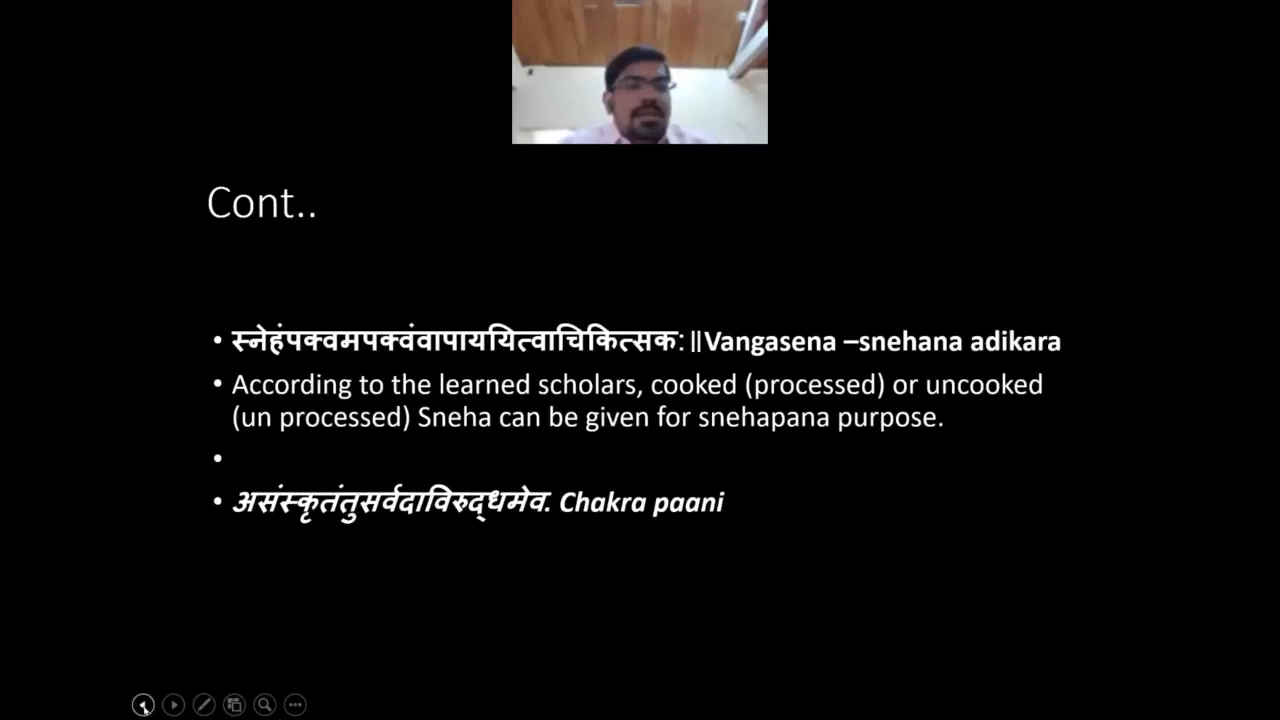 Cont..
• स्नेहंपक्वमपक्वंवापाययित्वाचिकित्सक:॥Vangasena –snehana adikara
• According to the learned scholars, cooked (processed) or uncooked
(un processed) Sneha can be given for snehapana purpose.
•
• असंस्कृतंतुसर्वदाविरुद्धमेव. Chakra paani